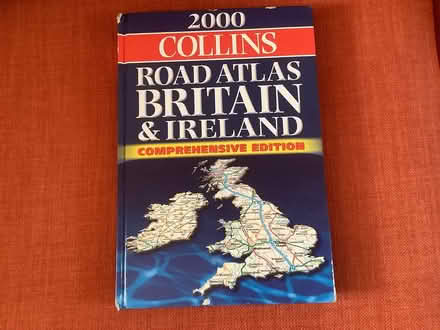 2000
COLLINS
ROAD ATLAS
BRITAIN
& IRELAND
COMPREHENSIVE EDITION